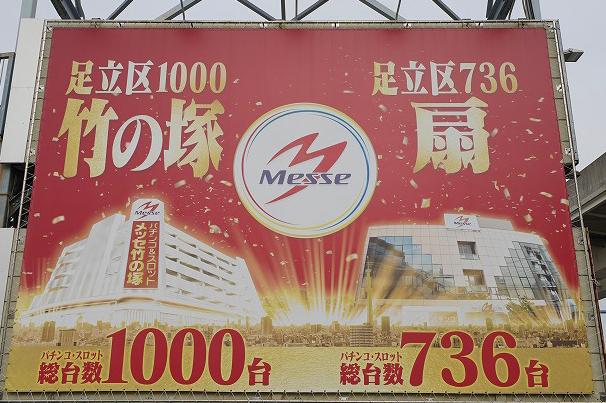 足立区1000
竹の塚
足立区736
扇
Messe
パチンコ&スロット
メッセ竹の塚
パチンコ・スロット
総台数1000台
パチンコ・スロット
総台数736台